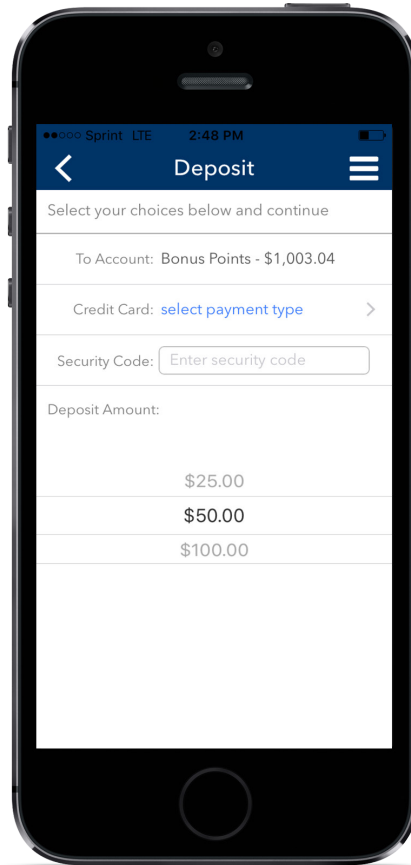 Sprint LTE 2:48 PM
Deposit
Select your choices below and continue
To Account: Bonus Points - $1,003.04
Credit Card: select payment type
Security Code: Enter security code
Deposit Amount:
$25.00
$50.00
$100.00